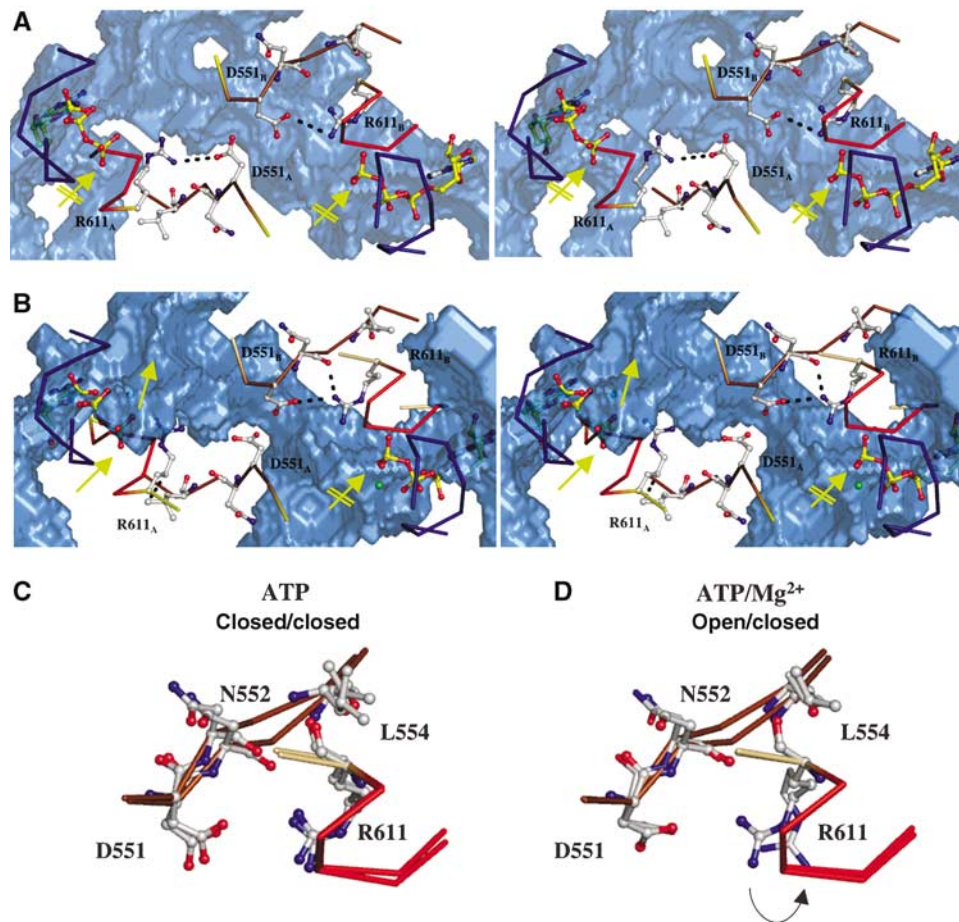 A
D551B
R611B
D551A
R611A
D551B
R611B
D551A
R611A
B
D551B
R611B
D551A
R611A
D551B
R611B
D551A
R611A
C
ATP
Closed/closed
N552
L554
D551
R611
D
ATP/Mg²⁺
Open/closed
N552
L554
D551
R611